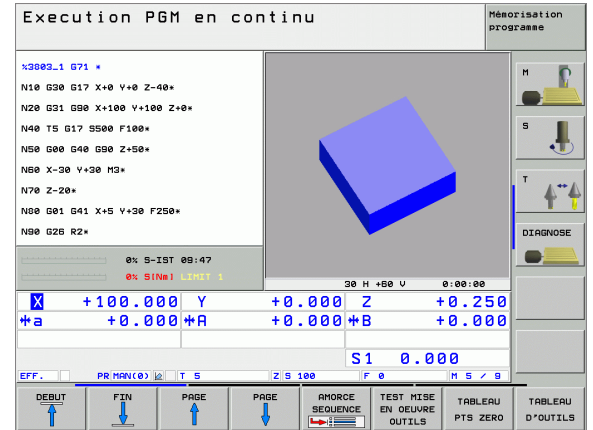 Execution PGM en continu
Mémorisation
programme
%3803_1 G71 *
N10 G30 G17 X+0 Y+0 Z-40*
N20 G31 G90 X+100 Y+100 Z+0*
N40 T5 G17 S500 F100*
N50 G00 G40 G90 Z+50*
N60 X-30 Y+30 M3*
N70 Z-20*
N80 G01 G41 X+5 Y+30 F250*
N90 G26 R2*
M
S
T
DIAGNOSE
0% S-IST 09:47
0% S[Nm] LIMIT 1
30 H +60 V 0:00:00
X +100.000 Y +0.000 Z +0.250
a +0.000 A +0.000 B +0.000
S1 0.000
EFF. PR MAN(0) T 5 Z S 100 F 0 M 5 / 9
DEBUT
FIN
PAGE
PAGE
AMORCE
SEQUENCE
TEST MISE
EN OEUVRE
OUTILS
TABLEAU
PTS ZERO
TABLEAU
D'OUTILS